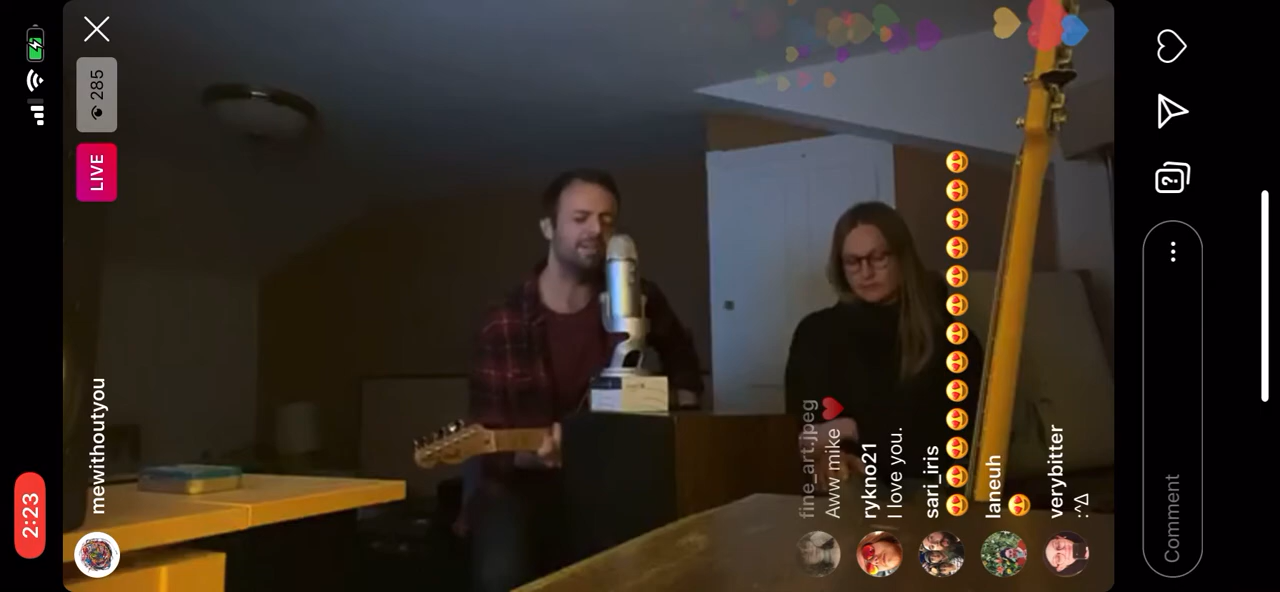 2:23
mewithoutyou
LIVE
285
fine_art.jpeg
Aww mike ❤️
rykno21
I love you.
sari_iris
😍😍😍😍😍😍😍😍😍😍😍😍😍
laneuh
😍
verybitter
:^Δ
Comment